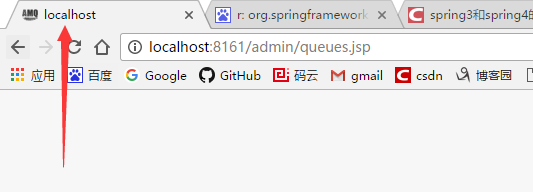 AMQ localhost r: org.springframework spring3和spring4的
localhost:8161/admin/queues.jsp
应用 百度 Google GitHub 码云 gmail csdn 博客园